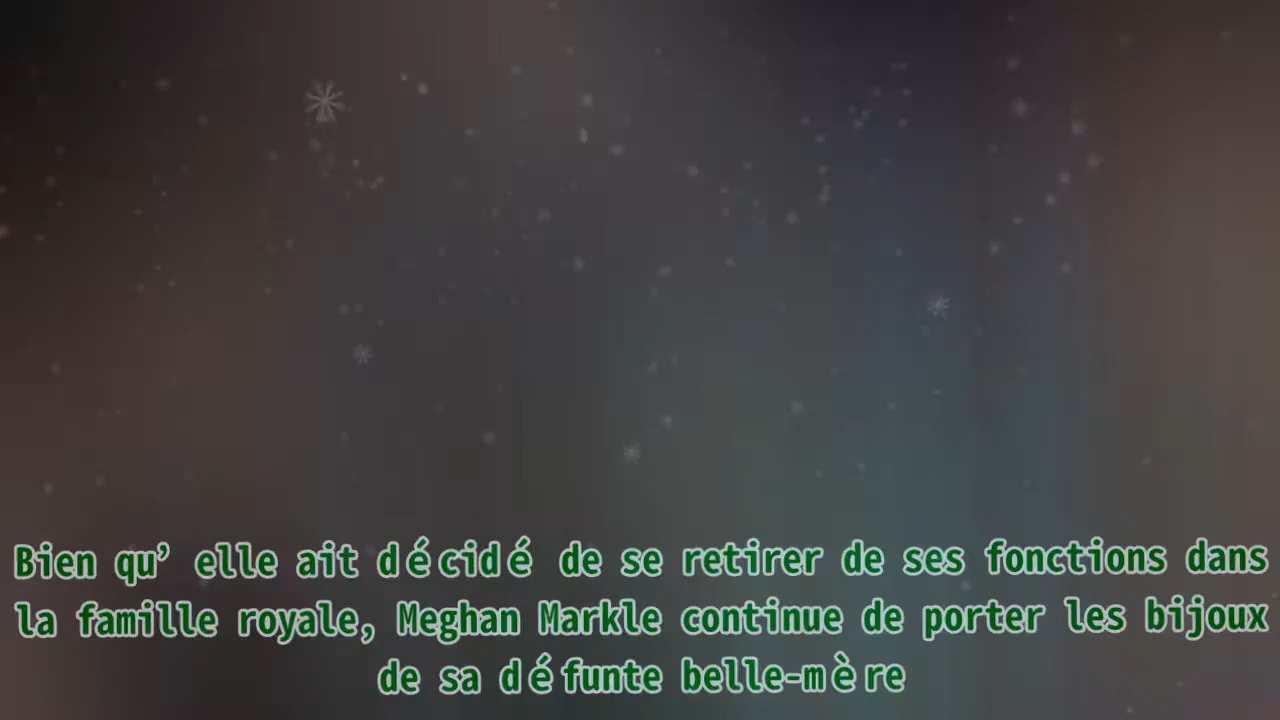 Bien qu’ elle ait décidé de se retirer de ses fonctions dans
la famille royale, Meghan Markle continue de porter les bijoux
de sa défunte belle-mère